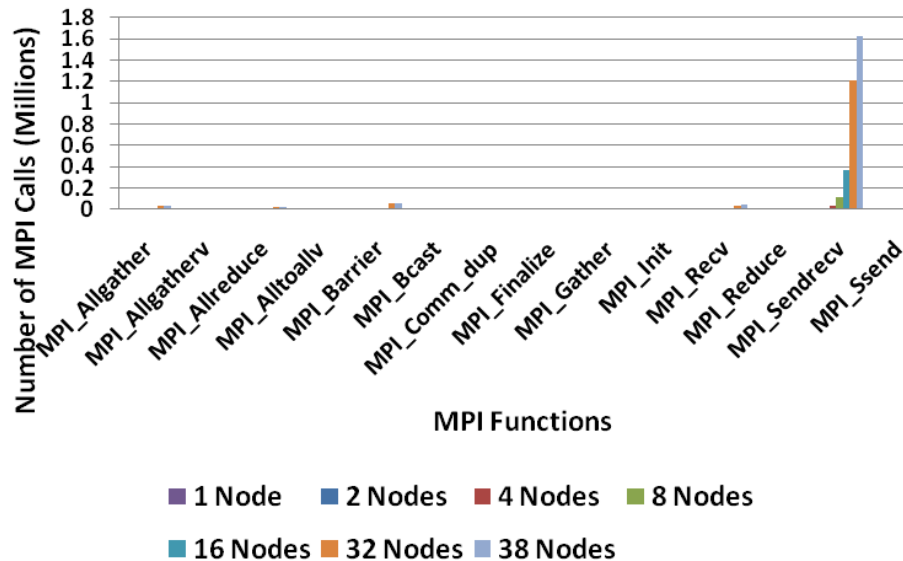 Number of MPI Calls (Millions)
1.8
1.6
1.4
1.2
1
0.8
0.6
0.4
0.2
0
MPI_Allgather
MPI_Allgatherv
MPI_Allreduce
MPI_Alltoallv
MPI_Barrier
MPI_Bcast
MPI_Comm_dup
MPI_Finalize
MPI_Gather
MPI_Init
MPI_Recv
MPI_Reduce
MPI_Sendrecv
MPI_Ssend
MPI Functions
1 Node 2 Nodes 4 Nodes 8 Nodes
16 Nodes 32 Nodes 38 Nodes